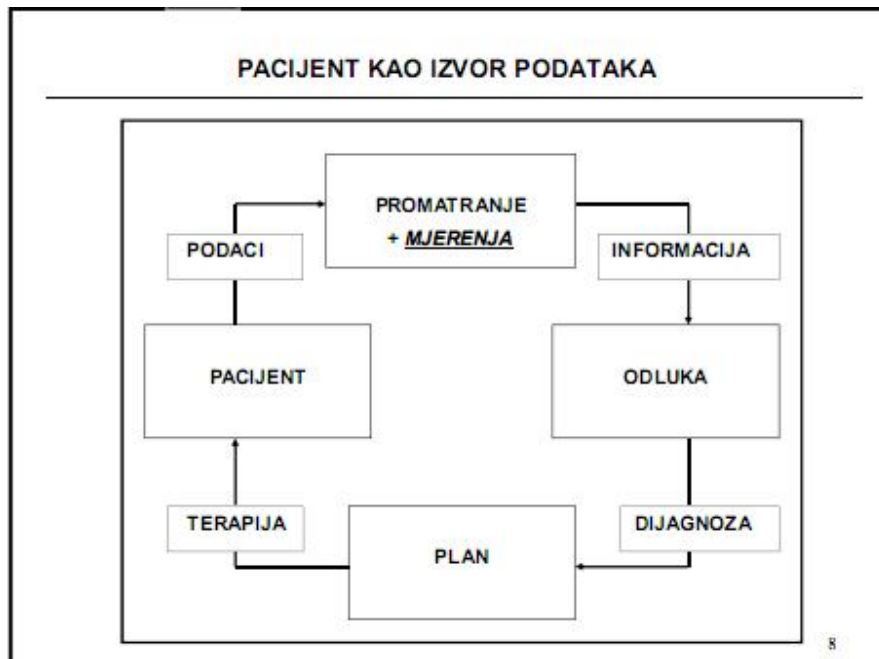 PACIJENT KAO IZVOR PODATAKA
PROMATRANJE
+ MJERENJA
PODACI
INFORMACIJA
PACIJENT
ODLUKA
TERAPIJA
DIJAGNOZA
PLAN
8